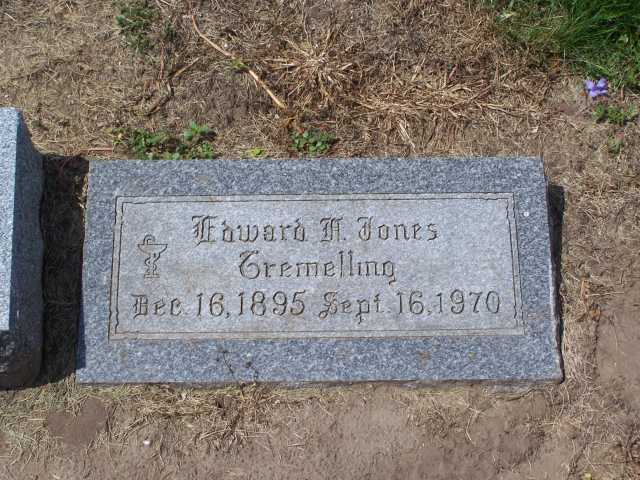 Edward H. Jones
Tremelling
Dec. 16, 1895 Sept. 16, 1970